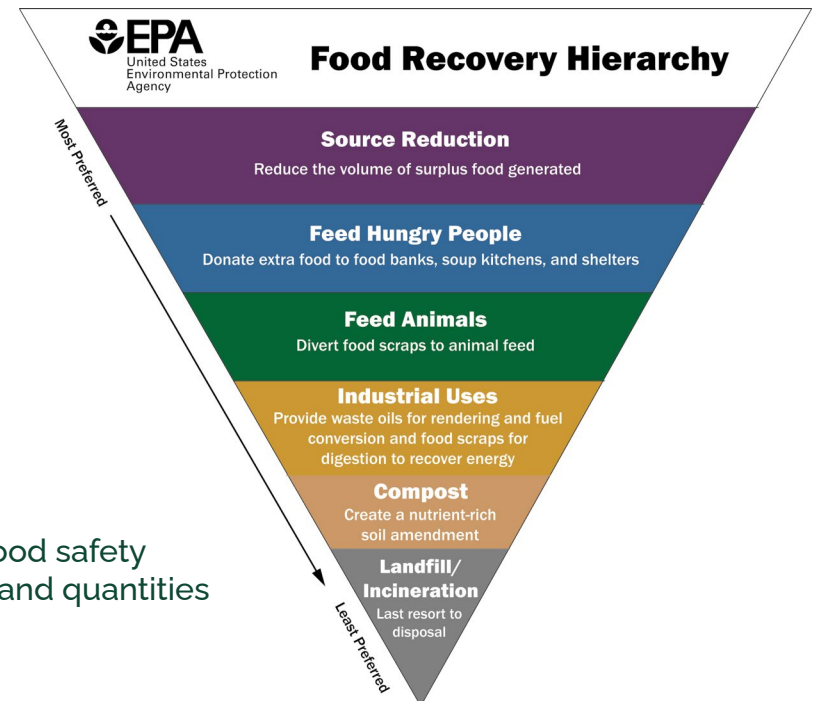 EPA
United States
Environmental Protection
Agency
Food Recovery Hierarchy
Most Preferred
Source Reduction
Reduce the volume of surplus food generated
Feed Hungry People
Donate extra food to food banks, soup kitchens, and shelters
Feed Animals
Divert food scraps to animal feed
Industrial Uses
Provide waste oils for rendering and fuel
conversion and food scraps for
digestion to recover energy
Compost
Create a nutrient-rich
soil amendment
Landfill/
Incineration
Last resort to
disposal
Least Preferred
safety
and quantities